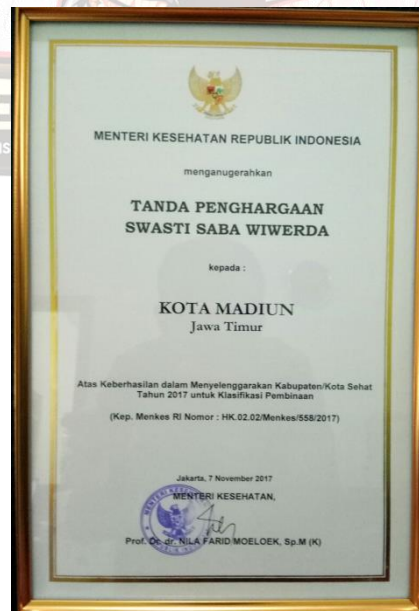 MENTERI KESEHATAN REPUBLIK INDONESIA
menganugerahkan
TANDA PENGHARGAAN
SWASTI SABA WIWERDA
kepada :
KOTA MADIUN
Jawa Timur
Atas Keberhasilan dalam Menyelenggarakan Kabupaten/Kota Sehat
Tahun 2017 untuk Klasifikasi Pembinaan
(Kep. Menkes RI Nomor : HK.02.02/Menkes/558/2017)
Jakarta, 7 November 2017
MENTERI KESEHATAN,
Prof. Dr. dr. NILA FARID MOELOEK, Sp.M (K)